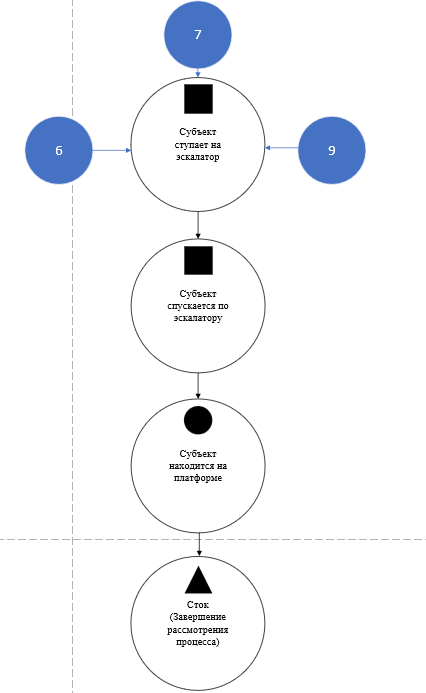 7
6
9
Субъект
ступает на
эскалатор
Субъект
спускается по
эскалатору
Субъект
находится на
платформе
Сток
(Завершение
рассмотрения
процесса)